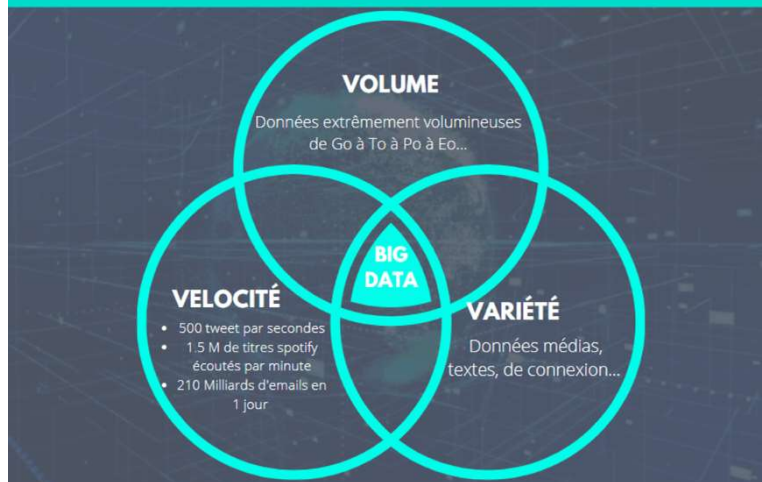 VOLUME
Données extrêmement volumineuses
de Go à To à Po à Eo...
BIG
DATA
VELOCITÉ
500 tweet par secondes
1.5 M de titres spotify
écoutés par minute
210 Milliards d'emails en
1 jour
VARIÉTÉ
Données médias,
textes, de connexion...